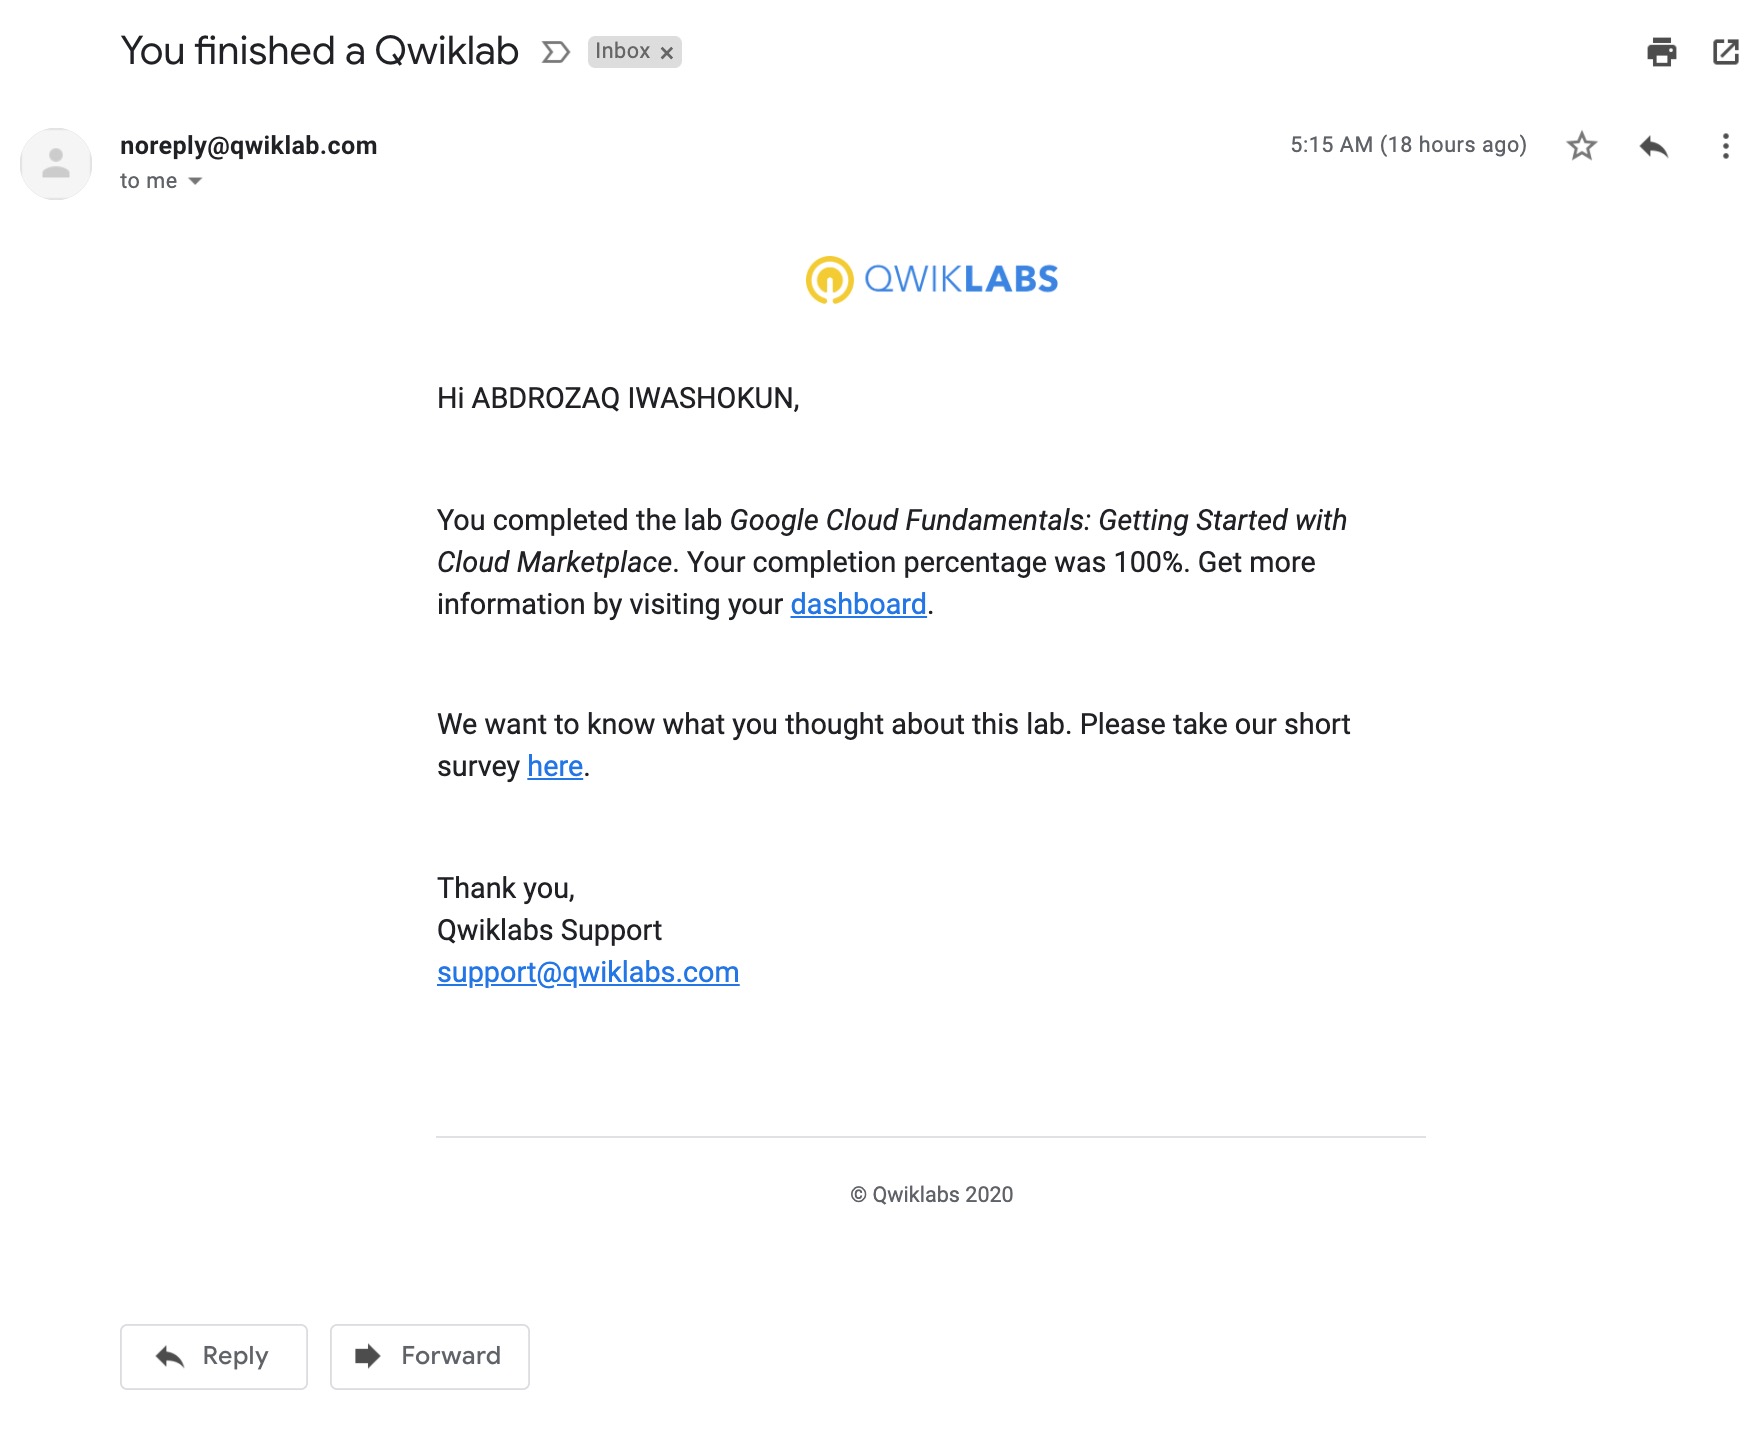 You finished a Qwiklab Inbox x
noreply@qwiklab.com 5:15 AM (18 hours ago)
to me
QWIKLABS
Hi ABDROZAQ IWASHOKUN,
You completed the lab Google Cloud Fundamentals: Getting Started with
Cloud Marketplace. Your completion percentage was 100%. Get more
information by visiting your dashboard.
We want to know what you thought about this lab. Please take our short
survey here.
Thank you,
Qwiklabs Support
support@qwiklabs.com
© Qwiklabs 2020
Reply Forward